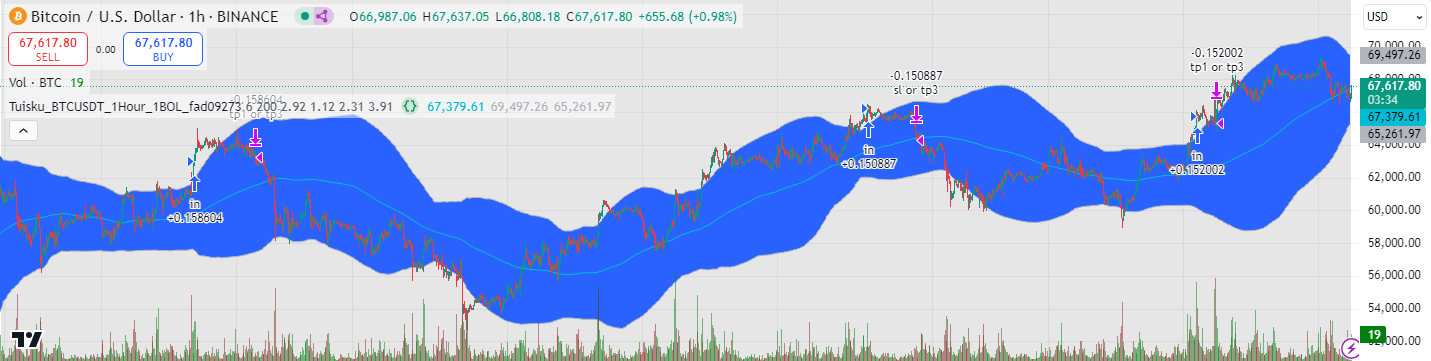 Bitcoin / U.S. Dollar · 1h · BINANCE
O66,987.06 H67,637.05 L66,808.18 C67,617.80 +655.68 (+0.98%)
USD
67,617.80
SELL
0.00
67,617.80
BUY
Vol · BTC 19
Tuisku_BTCUSDT_1Hour_1BOL_fad09273.6 200 2.92 1.12 2.31 3.91 {} 67,379.61 69,497.26 65,261.97
-0.158604
tp1 or tp3
in
+0.158604
-0.150887
sl or tp3
in
+0.150887
-0.152002
tp1 or tp3
in
+0.152002
70,000.00
69,497.26
68,000.00
67,617.80
03:34
67,379.61
65,261.97
64,000.00
62,000.00
60,000.00
58,000.00
56,000.00
54,000.00
19
52,000.00